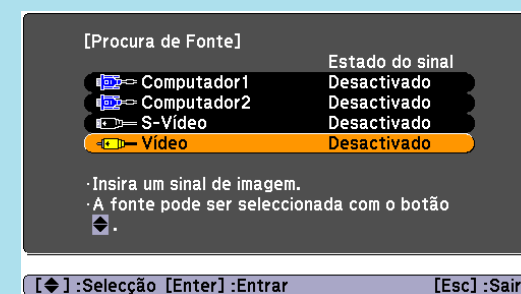 [Procura de Fonte]
Estado do sinal
Computador1 Desactivado
Computador2 Desactivado
S-Vídeo Desactivado
Vídeo Desactivado
·Insira um sinal de imagem.
·A fonte pode ser seleccionada com o botão
.
[ ] :Selecção [Enter] :Entrar [Esc] :Sair